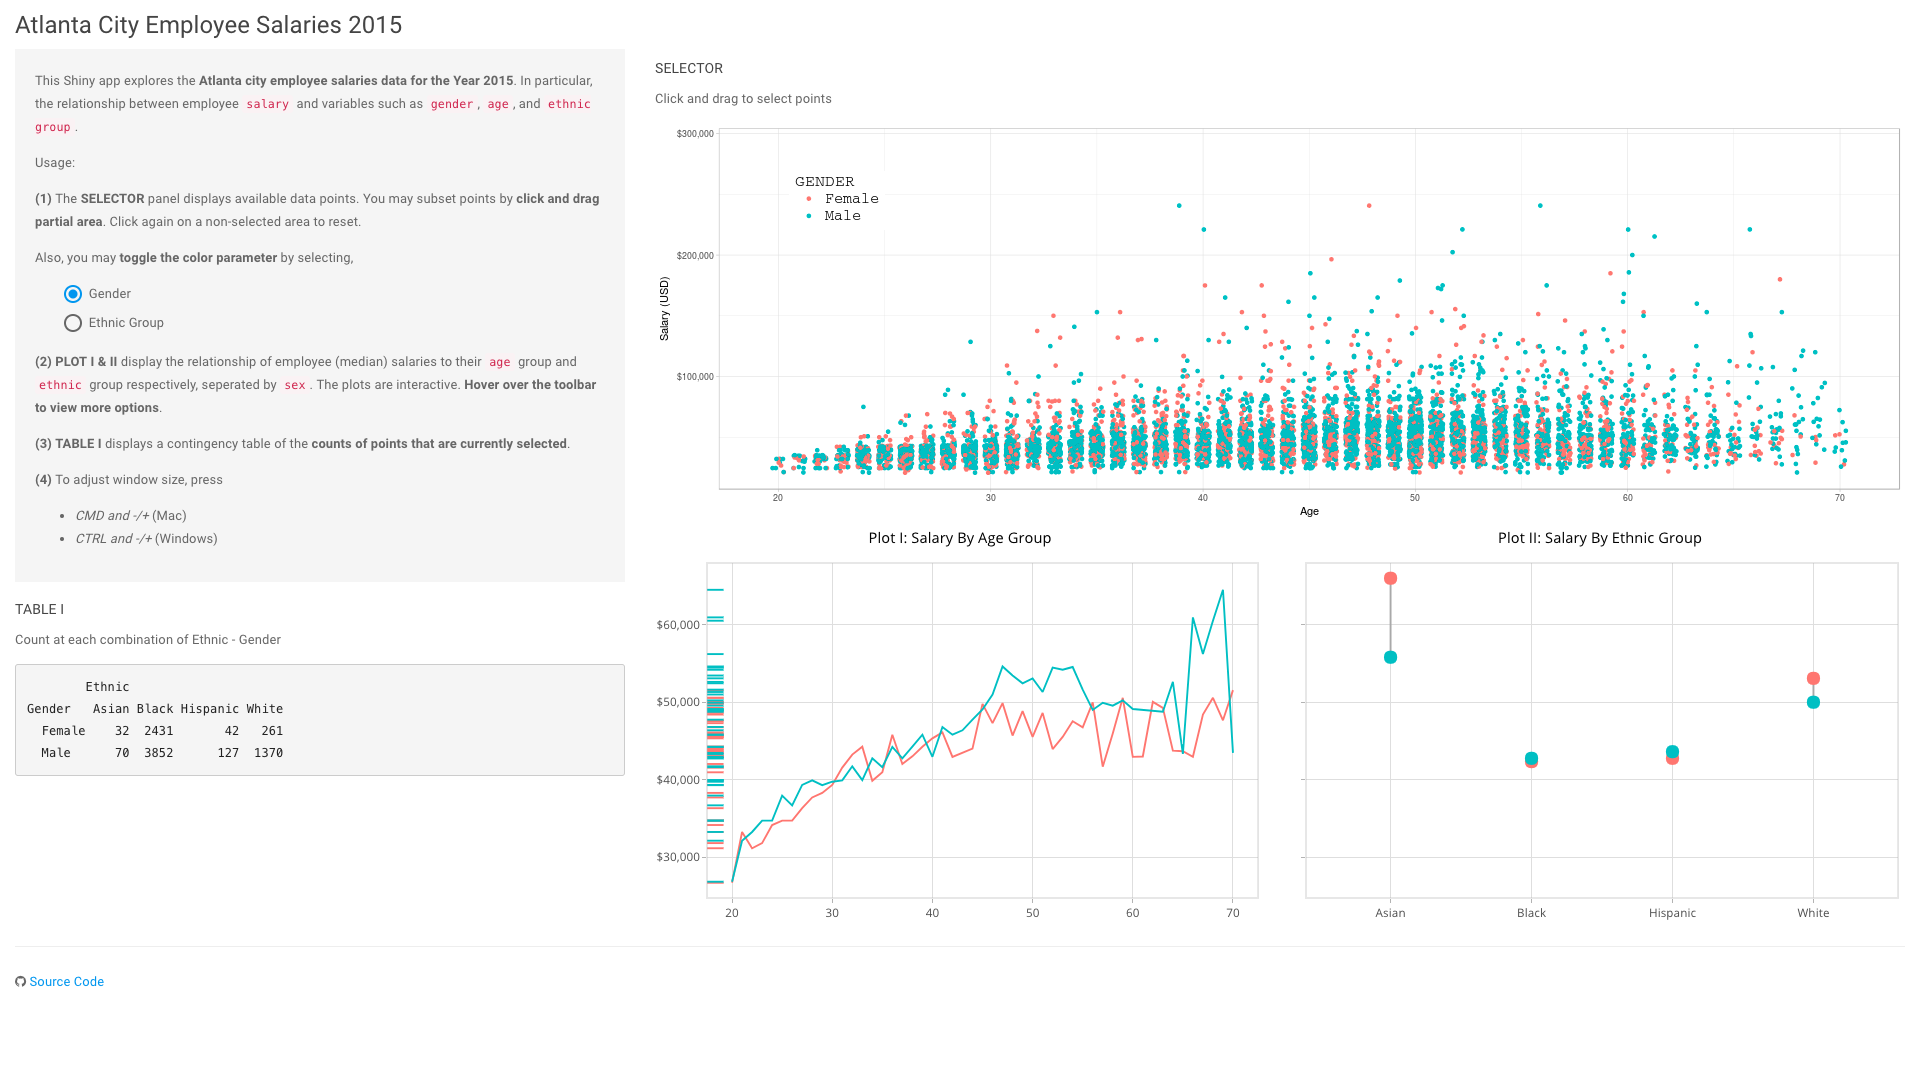 Atlanta City Employee Salaries 2015
This Shiny app explores the Atlanta city employee salaries data for the Year 2015. In particular,
the relationship between employee salary and variables such as gender , age , and ethnic
group .
Usage:
(1) The SELECTOR panel displays available data points. You may subset points by click and drag
partial area. Click again on a non-selected area to reset.
Also, you may toggle the color parameter by selecting,
Gender
Ethnic Group
(2) PLOT I & II display the relationship of employee (median) salaries to their age group and
ethnic group respectively, seperated by sex . The plots are interactive. Hover over the toolbar
to view more options.
(3) TABLE I displays a contingency table of the counts of points that are currently selected.
(4) To adjust window size, press
• CMD and -/+ (Mac)
• CTRL and -/+ (Windows)
TABLE I
Count at each combination of Ethnic - Gender
Ethnic
Gender Asian Black Hispanic White
Female 32 2431 42 261
Male 70 3852 127 1370
SELECTOR
Click and drag to select points
$300,000
$200,000
$100,000
Salary (USD)
GENDER
Female
Male
20 30 40 50 60 70
Age
Plot I: Salary By Age Group
$60,000
$50,000
$40,000
$30,000
20 30 40 50 60 70
Plot II: Salary By Ethnic Group
Asian Black Hispanic White
Source Code